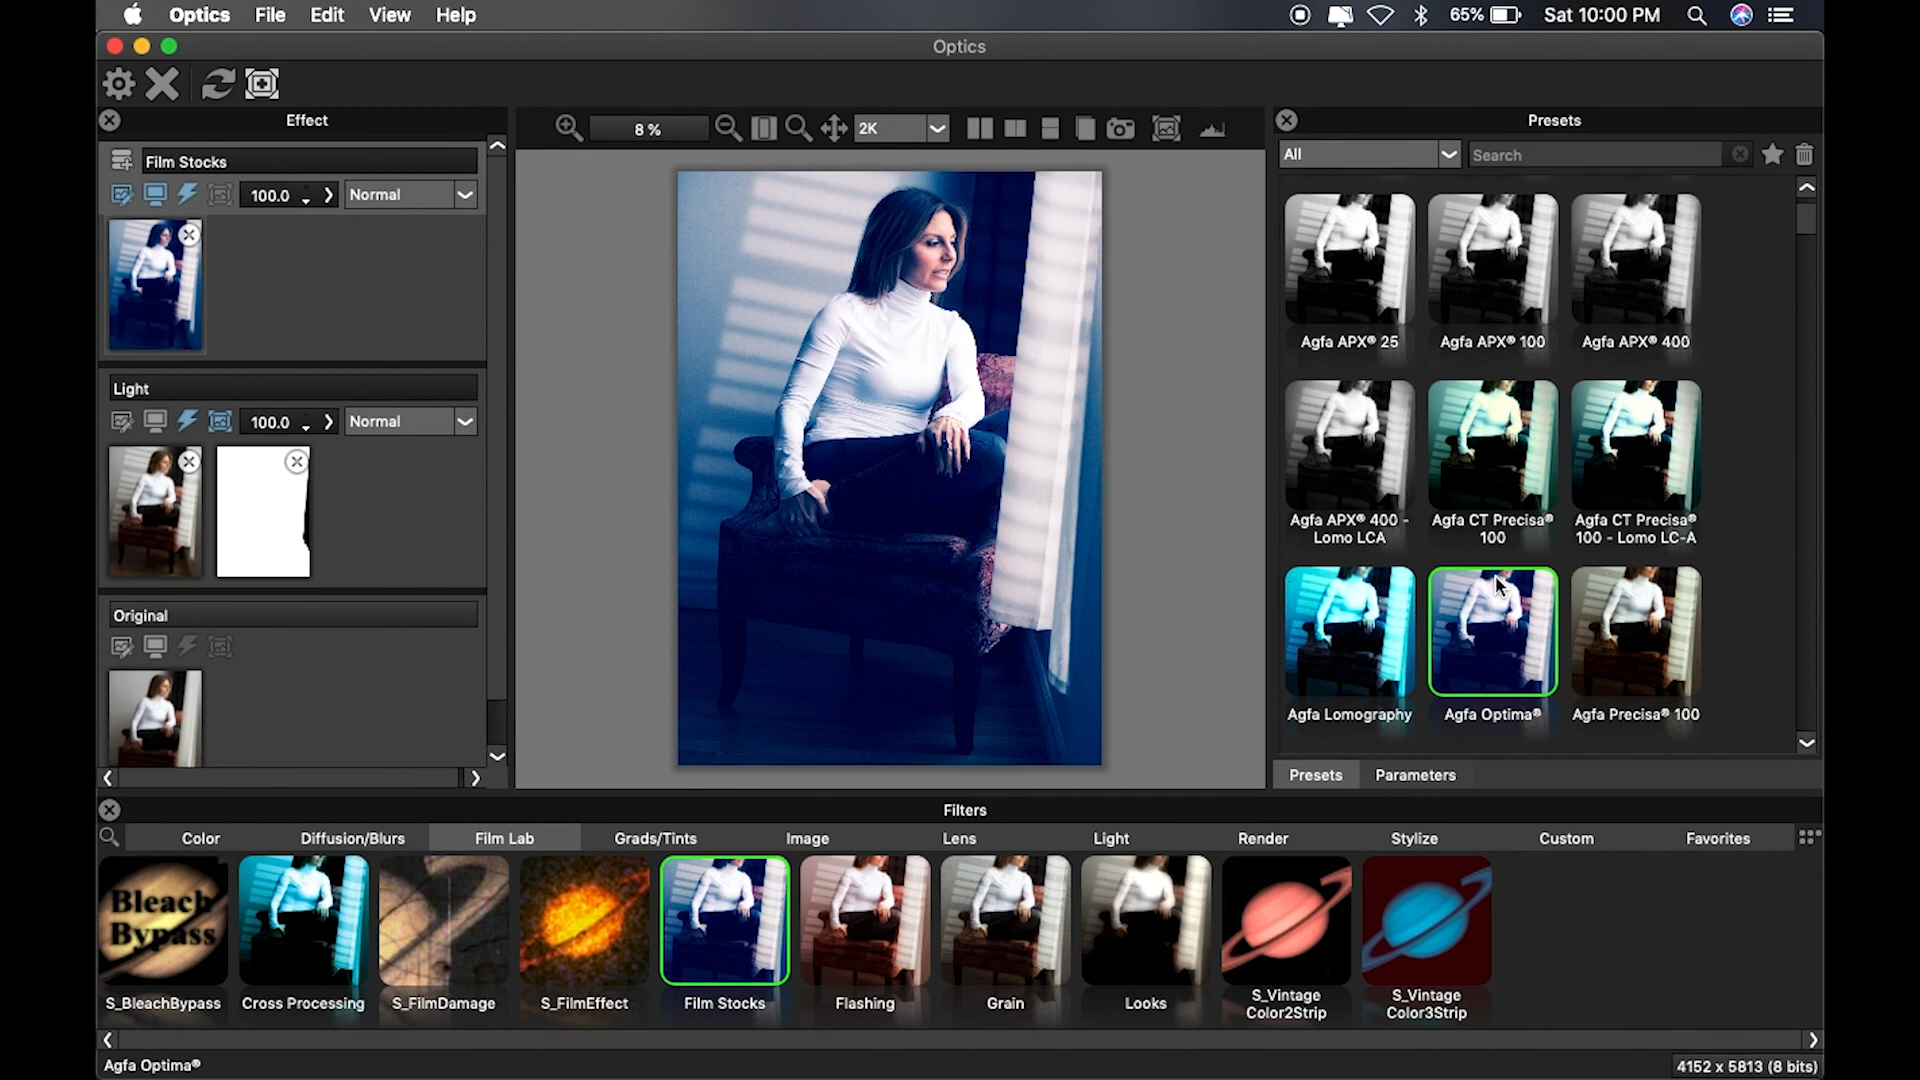 Optics File Edit View Help 65% Sat 10:00 PM
Optics
Effect
8 %
2K
Presets
Film Stocks
All
Search
100.0 Normal
Light
100.0 Normal
Original
Agfa APX® 25
Agfa APX® 100
Agfa APX® 400
Agfa APX® 400 -
Lomo LCA
Agfa CT Precisa®
100
Agfa CT Precisa®
100 - Lomo LC-A
Agfa Lomography
Agfa Optima®
Agfa Precisa® 100
Presets Parameters
Filters
Color Diffusion/Blurs Film Lab Grads/Tints Image Lens Light Render Stylize Custom Favorites
Bleach
Bypass
S_BleachBypass
Cross Processing
S_FilmDamage
S_FilmEffect
Film Stocks
Flashing
Grain
Looks
S_Vintage
Color2Strip
S_Vintage
Color3Strip
Agfa Optima®
4152 x 5813 (8 bits)